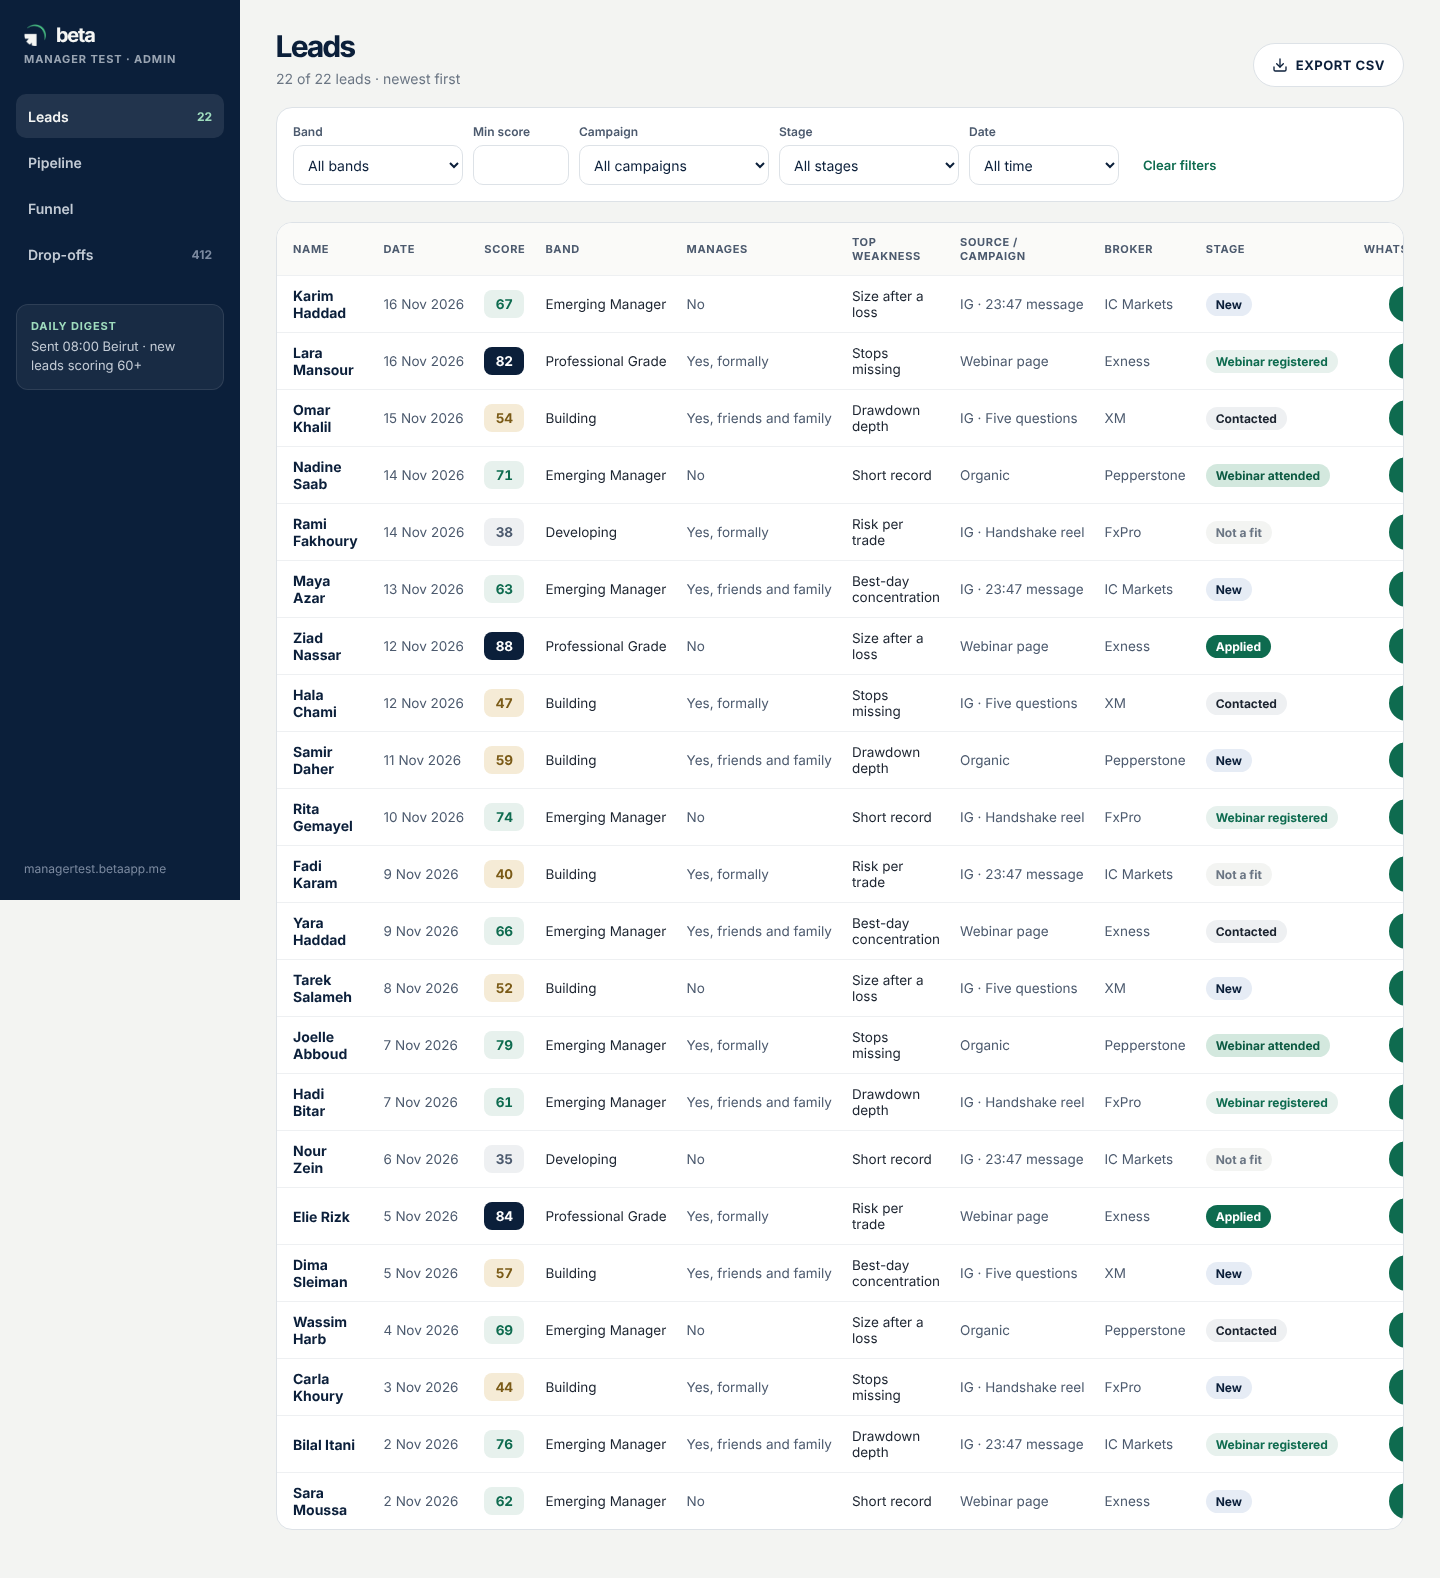 beta
MANAGER TEST · ADMIN
Leads 22
Pipeline
Funnel
Drop-offs 412
DAILY DIGEST
Sent 08:00 Beirut · new
leads scoring 60+
managertest.betaapp.me
Leads
22 of 22 leads · newest first
EXPORT CSV
Band Min score Campaign Stage Date
All bands All campaigns All stages All time Clear filters
NAME DATE SCORE BAND MANAGES TOP WEAKNESS SOURCE / CAMPAIGN BROKER STAGE WHATS
Karim Haddad 16 Nov 2026 67 Emerging Manager No Size after a loss IG · 23:47 message IC Markets New
Lara Mansour 16 Nov 2026 82 Professional Grade Yes, formally Stops missing Webinar page Exness Webinar registered
Omar Khalil 15 Nov 2026 54 Building Yes, friends and family Drawdown depth IG · Five questions XM Contacted
Nadine Saab 14 Nov 2026 71 Emerging Manager No Short record Organic Pepperstone Webinar attended
Rami Fakhoury 14 Nov 2026 38 Developing Yes, formally Risk per trade IG · Handshake reel FxPro Not a fit
Maya Azar 13 Nov 2026 63 Emerging Manager Yes, friends and family Best-day concentration IG · 23:47 message IC Markets New
Ziad Nassar 12 Nov 2026 88 Professional Grade No Size after a loss Webinar page Exness Applied
Hala Chami 12 Nov 2026 47 Building Yes, formally Stops missing IG · Five questions XM Contacted
Samir Daher 11 Nov 2026 59 Building Yes, friends and family Drawdown depth Organic Pepperstone New
Rita Gemayel 10 Nov 2026 74 Emerging Manager No Short record IG · Handshake reel FxPro Webinar registered
Fadi Karam 9 Nov 2026 40 Building Yes, formally Risk per trade IG · 23:47 message IC Markets Not a fit
Yara Haddad 9 Nov 2026 66 Emerging Manager Yes, friends and family Best-day concentration Webinar page Exness Contacted
Tarek Salameh 8 Nov 2026 52 Building No Size after a loss IG · Five questions XM New
Joelle Abboud 7 Nov 2026 79 Emerging Manager Yes, formally Stops missing Organic Pepperstone Webinar attended
Hadi Bitar 7 Nov 2026 61 Emerging Manager Yes, friends and family Drawdown depth IG · Handshake reel FxPro Webinar registered
Nour Zein 6 Nov 2026 35 Developing No Short record IG · 23:47 message IC Markets Not a fit
Elie Rizk 5 Nov 2026 84 Professional Grade Yes, formally Risk per trade Webinar page Exness Applied
Dima Sleiman 5 Nov 2026 57 Building Yes, friends and family Best-day concentration IG · Five questions XM New
Wassim Harb 4 Nov 2026 69 Emerging Manager No Size after a loss Organic Pepperstone Contacted
Carla Khoury 3 Nov 2026 44 Building Yes, formally Stops missing IG · Handshake reel FxPro New
Bilal Itani 2 Nov 2026 76 Emerging Manager Yes, friends and family Drawdown depth IG · 23:47 message IC Markets Webinar registered
Sara Moussa 2 Nov 2026 62 Emerging Manager No Short record Webinar page Exness New